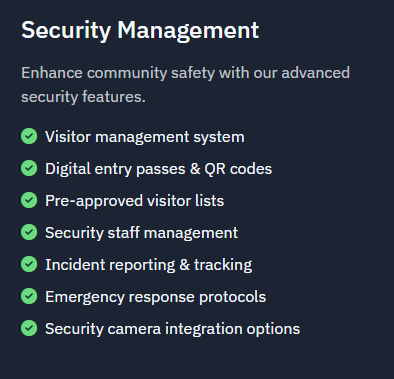 Security Management
Enhance community safety with our advanced
security features.
Visitor management system
Digital entry passes & QR codes
Pre-approved visitor lists
Security staff management
Incident reporting & tracking
Emergency response protocols
Security camera integration options